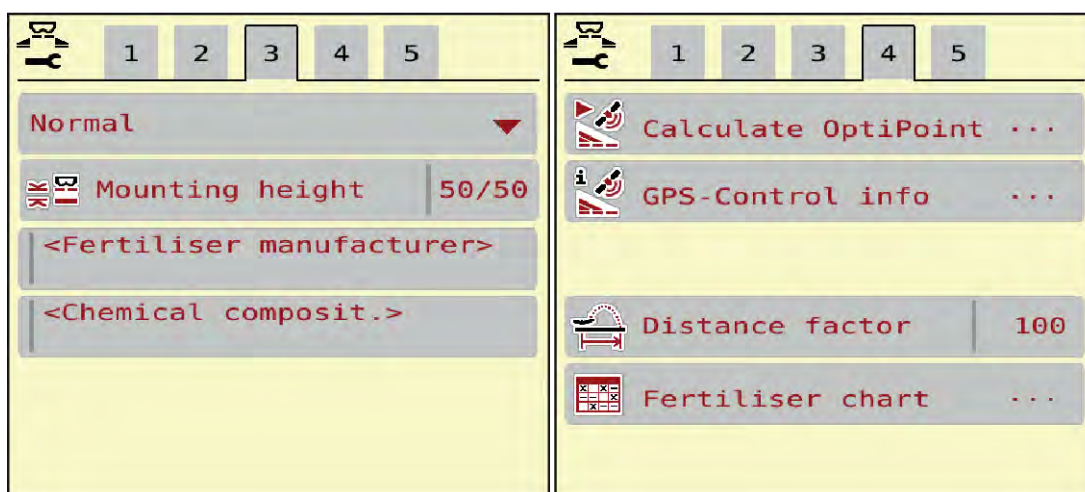 1 2 3 4 5
Normal
Mounting height 50/50
<Fertiliser manufacturer>
<Chemical composit.>
1 2 3 4 5
Calculate OptiPoint ...
i
GPS-Control info ...
Distance factor 100
Fertiliser chart ...